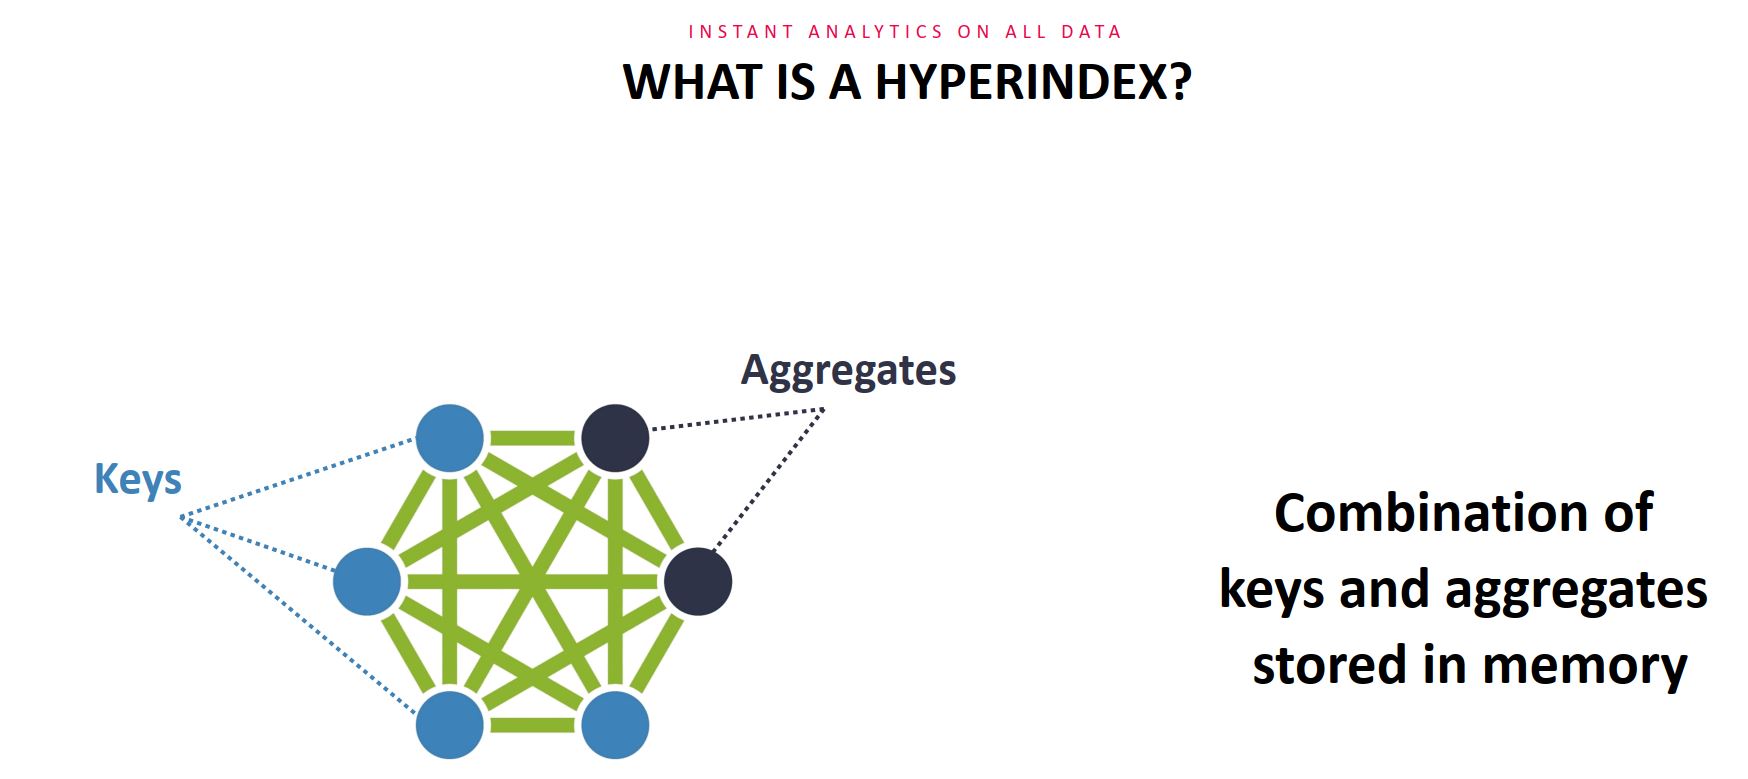 INSTANT ANALYTICS ON ALL DATA
WHAT IS A HYPERINDEX?
Aggregates
Keys
Combination of
keys and aggregates
stored in memory